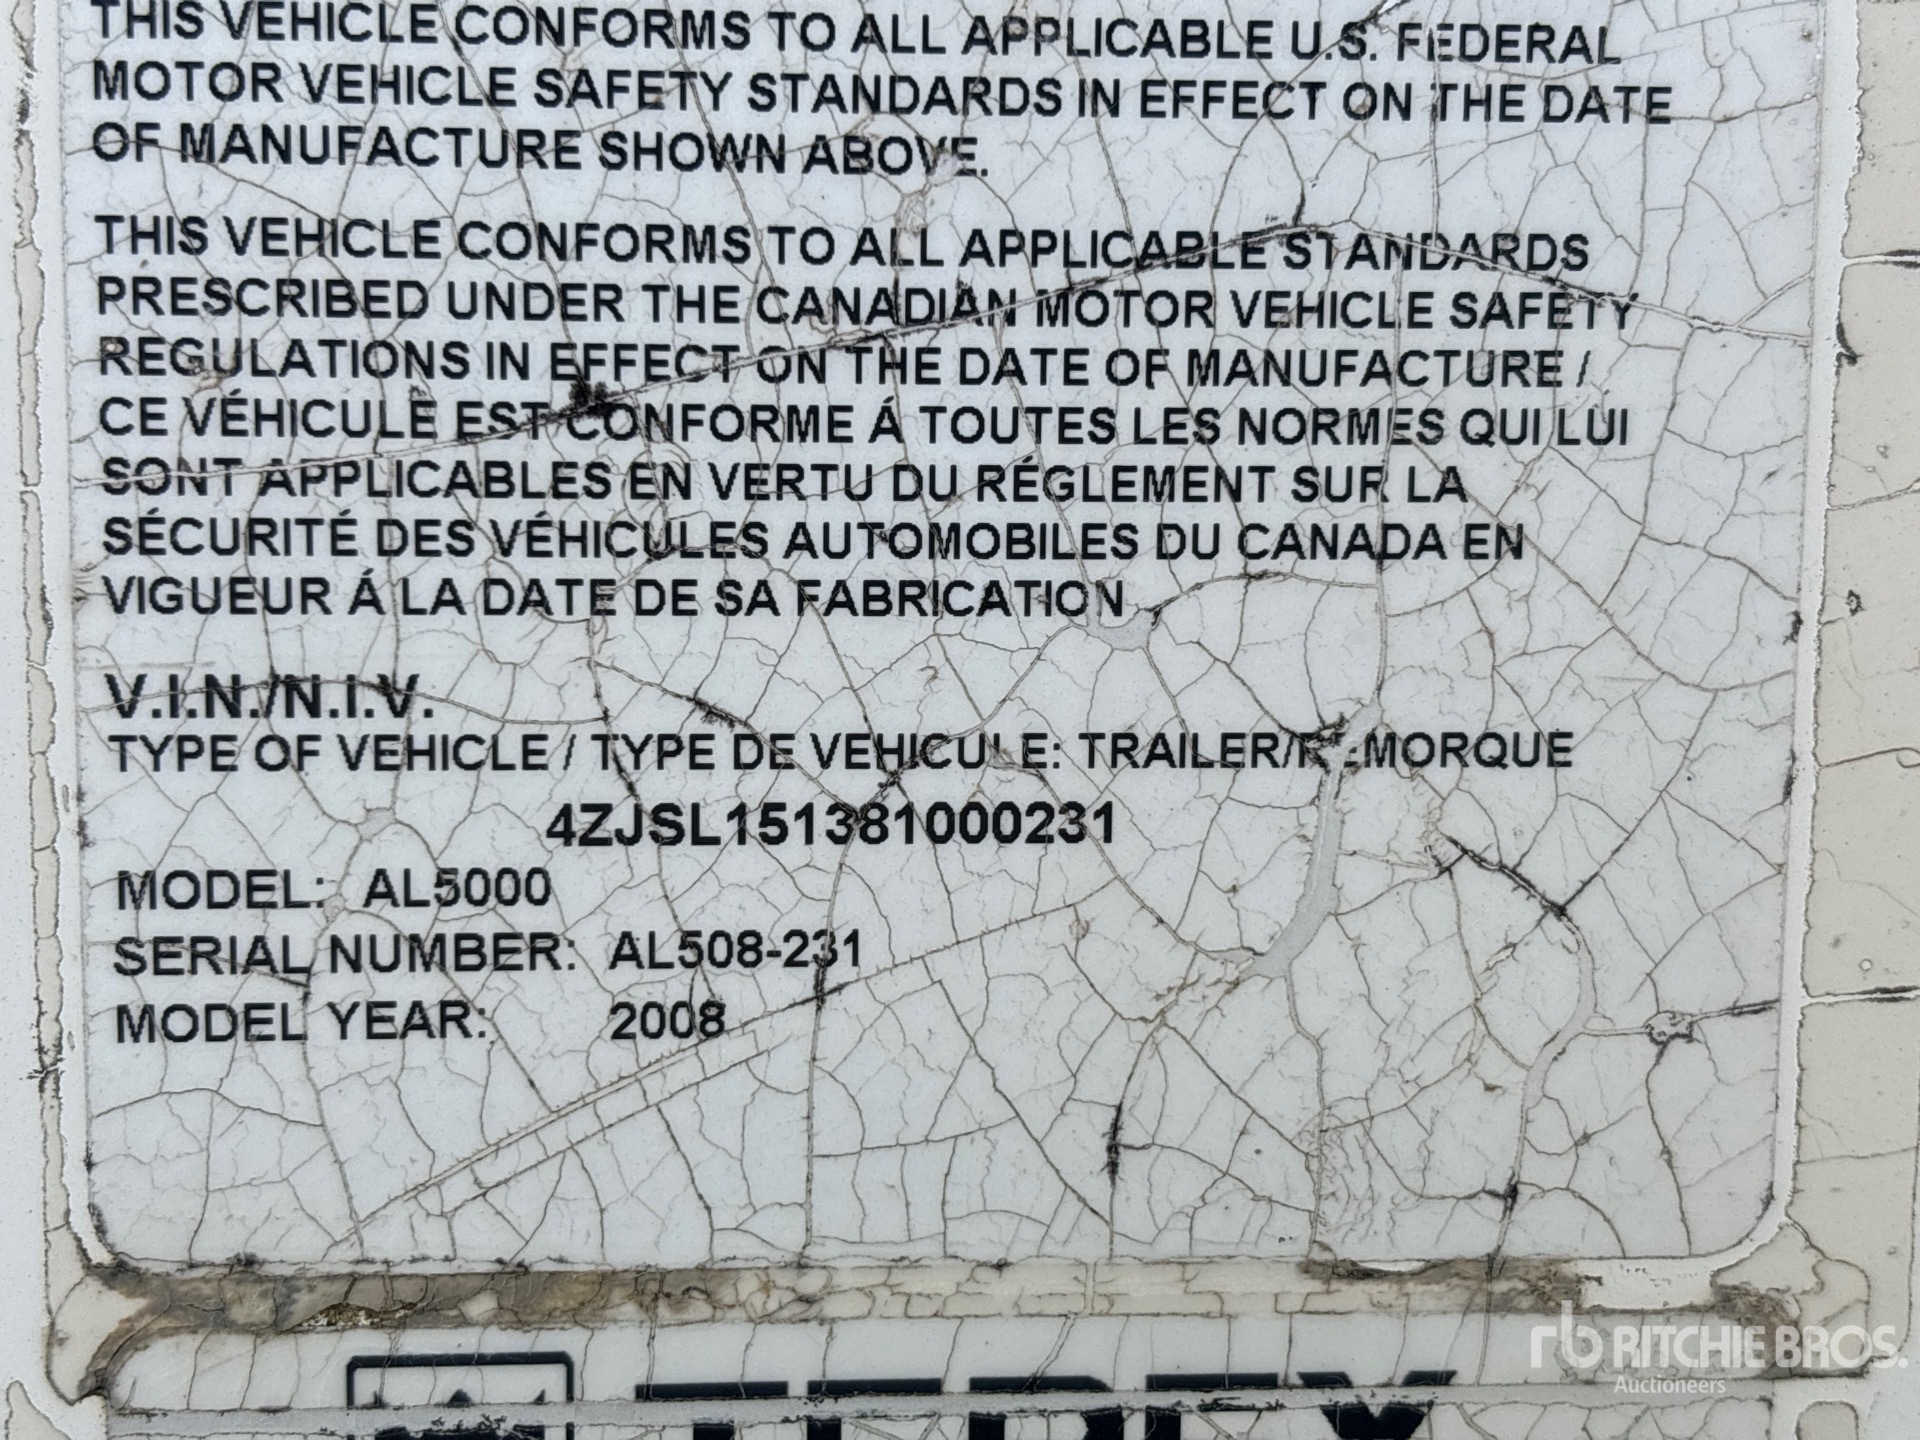 THIS VEHICLE CONFORMS TO ALL APPLICABLE U.S. FEDERAL
MOTOR VEHICLE SAFETY STANDARDS IN EFFECT ON THE DATE
OF MANUFACTURE SHOWN ABOVE.
THIS VEHICLE CONFORMS TO ALL APPLICABLE STANDARDS
PRESCRIBED UNDER THE CANADIAN MOTOR VEHICLE SAFETY
REGULATIONS IN EFFECT ON THE DATE OF MANUFACTURE /
CE VÉHICULE EST CONFORME Á TOUTES LES NORMES QUI LUI
SONT APPLICABLES EN VERTU DU RÉGLEMENT SUR LA
SÉCURITÉ DES VÉHICULES AUTOMOBILES DU CANADA EN
VIGUEUR Á LA DATE DE SA FABRICATION
V.I.N./N.I.V.
TYPE OF VEHICLE / TYPE DE VEHICULE: TRAILER/REMORQUE
4ZJSL151381000231
MODEL: AL5000
SERIAL NUMBER: AL508-231
MODEL YEAR: 2008
TEREX
rb RITCHIE BROS.
Auctioneers